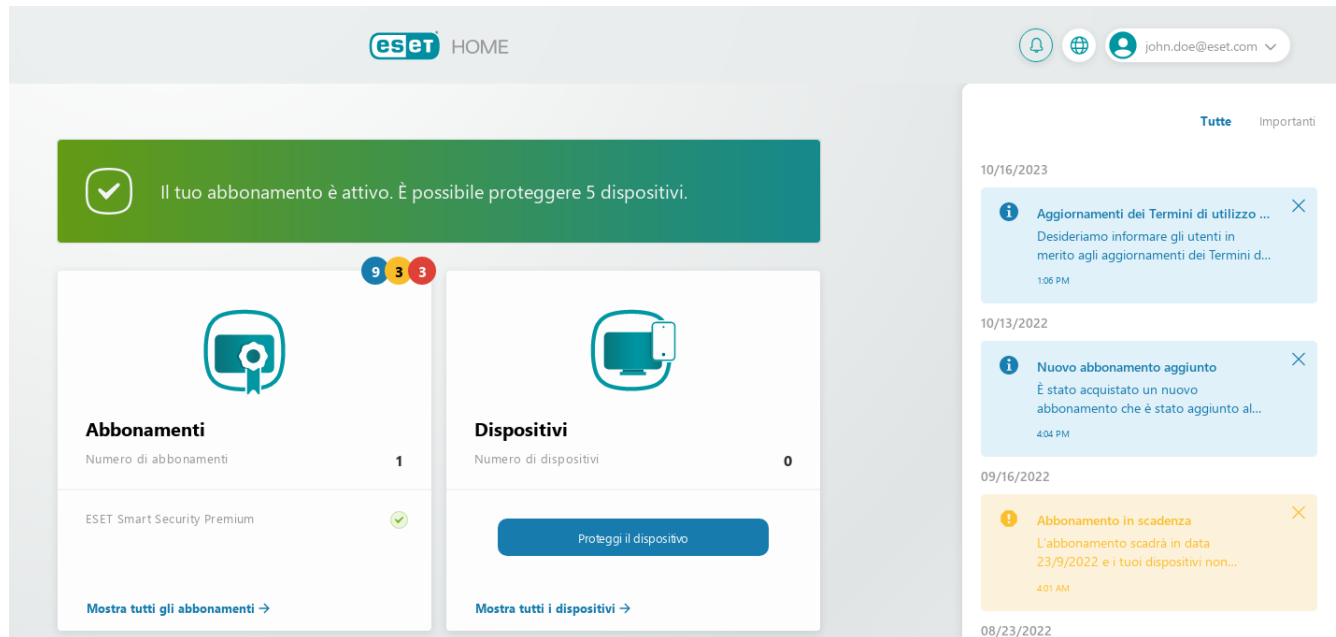 eset HOME
john.doe@eset.com
Il tuo abbonamento è attivo. È possibile proteggere 5 dispositivi.
9 3 3
Abbonamenti
Numero di abbonamenti 1
ESET Smart Security Premium
Mostra tutti gli abbonamenti →
Dispositivi
Numero di dispositivi 0
Proteggi il dispositivo
Mostra tutti i dispositivi →
Tutte Importanti
10/16/2023
Aggiornamenti dei Termini di utilizzo ...
Desideriamo informare gli utenti in
merito agli aggiornamenti dei Termini d...
1:06 PM
10/13/2022
Nuovo abbonamento aggiunto
È stato acquistato un nuovo
abbonamento che è stato aggiunto al...
4:04 PM
09/16/2022
Abbonamento in scadenza
L'abbonamento scadrà in data
23/9/2022 e i tuoi dispositivi non...
4:01 AM
08/23/2022